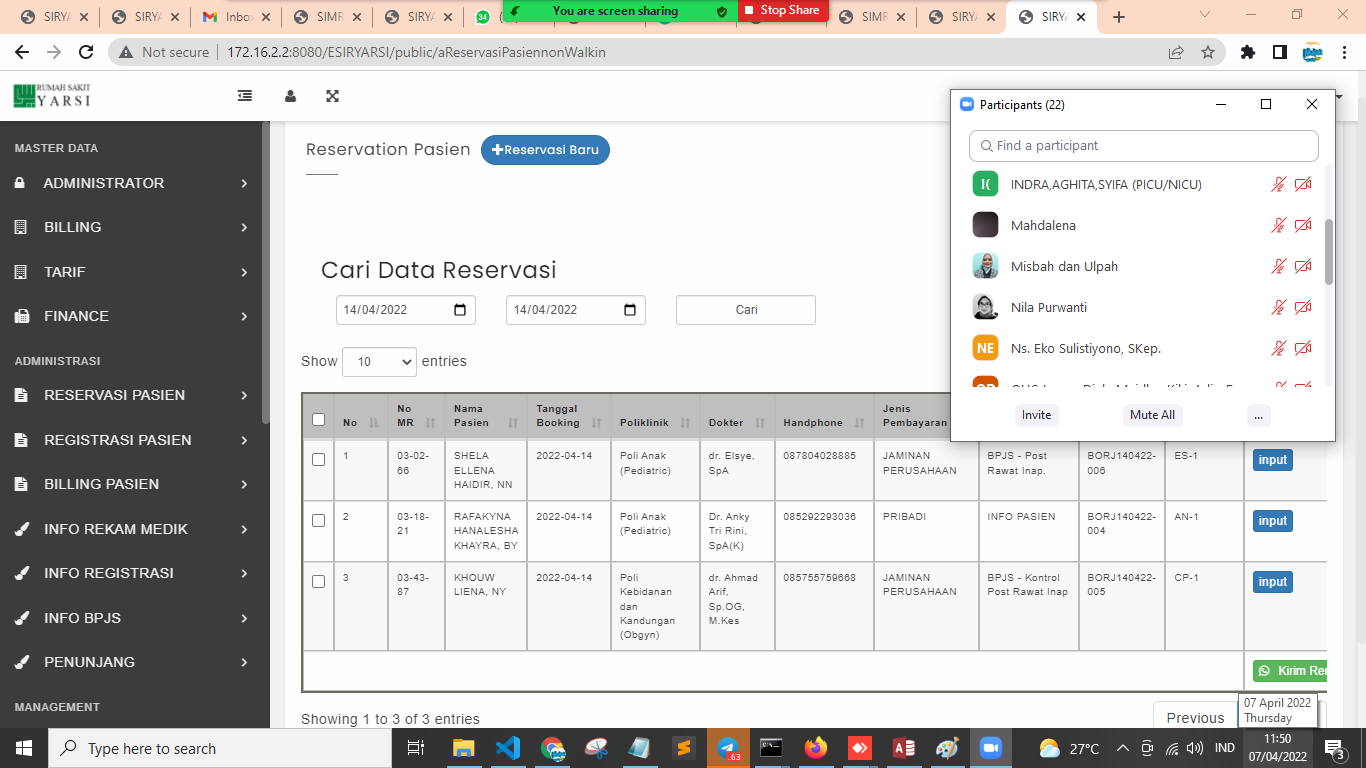 SIRYA
SIRYA
Inbo
SIMR
SIRYA
34
You are screen sharing
Stop Share
SIMF
SIRYA
SIRYA
Not secure
172.16.2.2:8080/ESIRYARSI/public/aReservasiPasiennonWalkin
RUMAH SAKIT
YARSI
MASTER DATA
ADMINISTRATOR
BILLING
TARIF
FINANCE
ADMINISTRASI
RESERVASI PASIEN
REGISTRASI PASIEN
BILLING PASIEN
INFO REKAM MEDIK
INFO REGISTRASI
INFO BPJS
PENUNJANG
MANAGEMENT
Reservation Pasien
Reservasi Baru
Cari Data Reservasi
14/04/2022 14/04/2022 Cari
Show 10 entries
No
No MR
Nama Pasien
Tanggal Booking
Poliklinik
Dokter
Handphone
Jenis Pembayaran
1
03-02-66
SHELA ELLENA HAIDIR, NN
2022-04-14
Poli Anak (Pediatric)
dr. Elsye, SpA
087804028885
JAMINAN PERUSAHAAN
BPJS - Post Rawat Inap.
BORJ140422-006
ES-1
input
2
03-18-21
RAFAKYNA HANALESHA KHAYRA, BY
2022-04-14
Poli Anak (Pediatric)
Dr. Anky Tri Rini, SpA(K)
085292293036
PRIBADI
INFO PASIEN
BORJ140422-004
AN-1
input
3
03-43-87
KHOUW LIENA, NY
2022-04-14
Poli Kebidanan dan Kandungan (Obgyn)
dr. Ahmad Arif, Sp.OG, M.Kes
085755759668
JAMINAN PERUSAHAAN
BPJS - Kontrol Post Rawat Inap
BORJ140422-005
CP-1
input
Kirim Rer
Showing 1 to 3 of 3 entries
Previous
07 April 2022
Thursday
Participants (22)
Find a participant
I( INDRA,AGHITA,SYIFA (PICU/NICU)
Mahdalena
Misbah dan Ulpah
Nila Purwanti
NE Ns. Eko Sulistiyono, SKep.
Invite
Mute All
...
Type here to search
.63
27°C
IND
11:50
07/04/2022
3